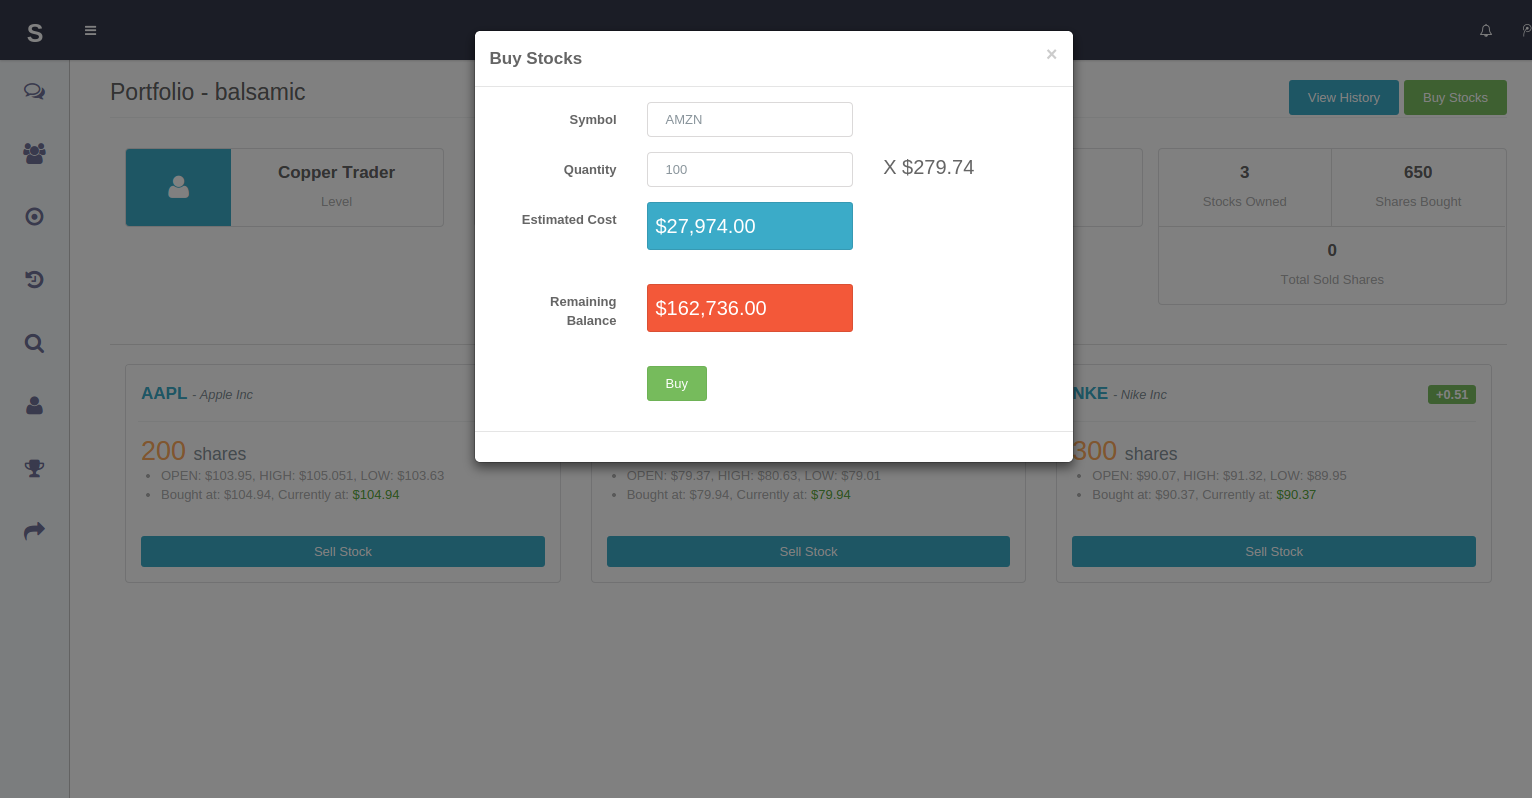 S
Buy Stocks ×
Symbol AMZN
Quantity 100 X $279.74
Estimated Cost $27,974.00
Remaining
Balance $162,736.00
Buy
Portfolio - balsamic
View History Buy Stocks
Copper Trader
Level
3
Stocks Owned
650
Shares Bought
0
Total Sold Shares
AAPL - Apple Inc
200 shares
OPEN: $103.95, HIGH: $105.051, LOW: $103.63
Bought at: $104.94, Currently at: $104.94
Sell Stock
OPEN: $79.37, HIGH: $80.63, LOW: $79.01
Bought at: $79.94, Currently at: $79.94
Sell Stock
NKE - Nike Inc +0.51
300 shares
OPEN: $90.07, HIGH: $91.32, LOW: $89.95
Bought at: $90.37, Currently at: $90.37
Sell Stock